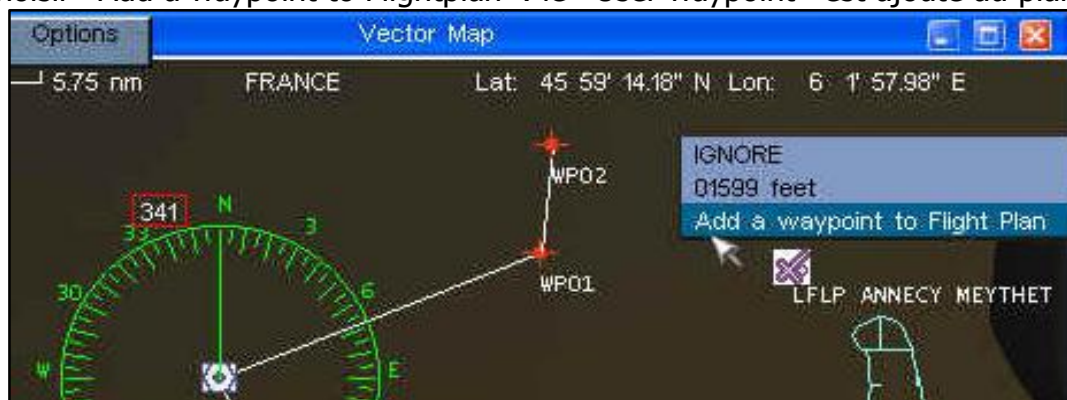 Options
Vector Map
5.75 nm FRANCE Lat: 45 59' 14.18" N Lon: 6 1' 57.98" E
IGNORE
01599 feet
Add a waypoint to Flight Plan
WP02
WP01
LFLP ANNECY MEYTHET
341
N
33
3
30
6
W
E